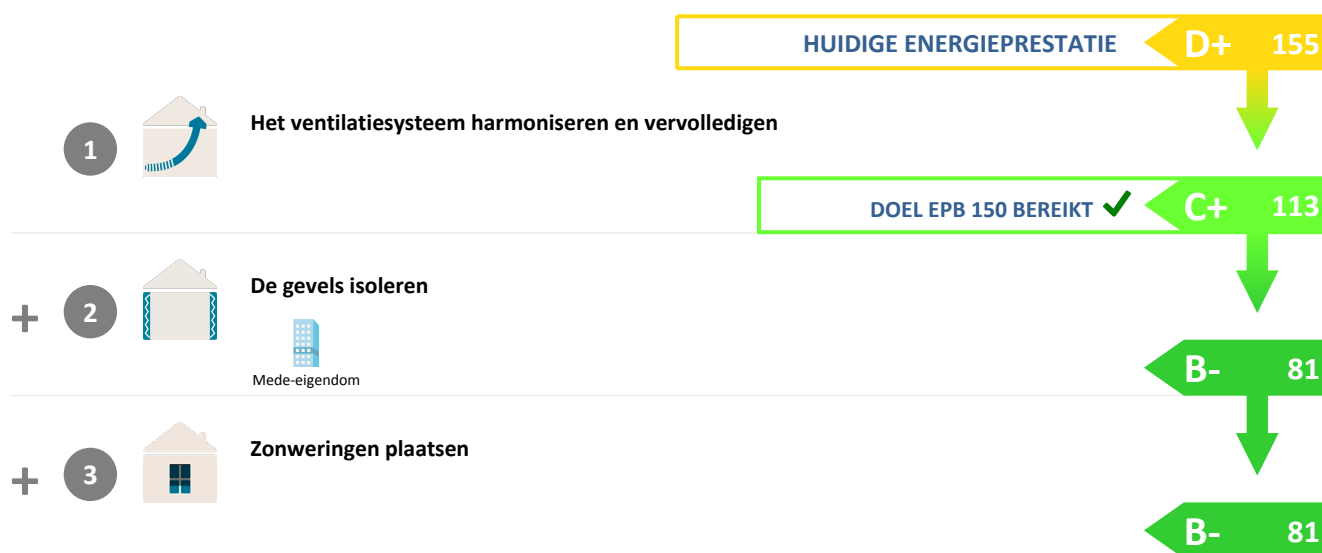 HUIDIGE ENERGIEPRESTATIE D+ 155
1 Het ventilatiesysteem harmoniseren en vervolledigen
DOEL EPB 150 BEREIKT ✔ C+ 113
+ 2 De gevels isoleren
Mede-eigendom
B- 81
+ 3 Zonweringen plaatsen
B- 81